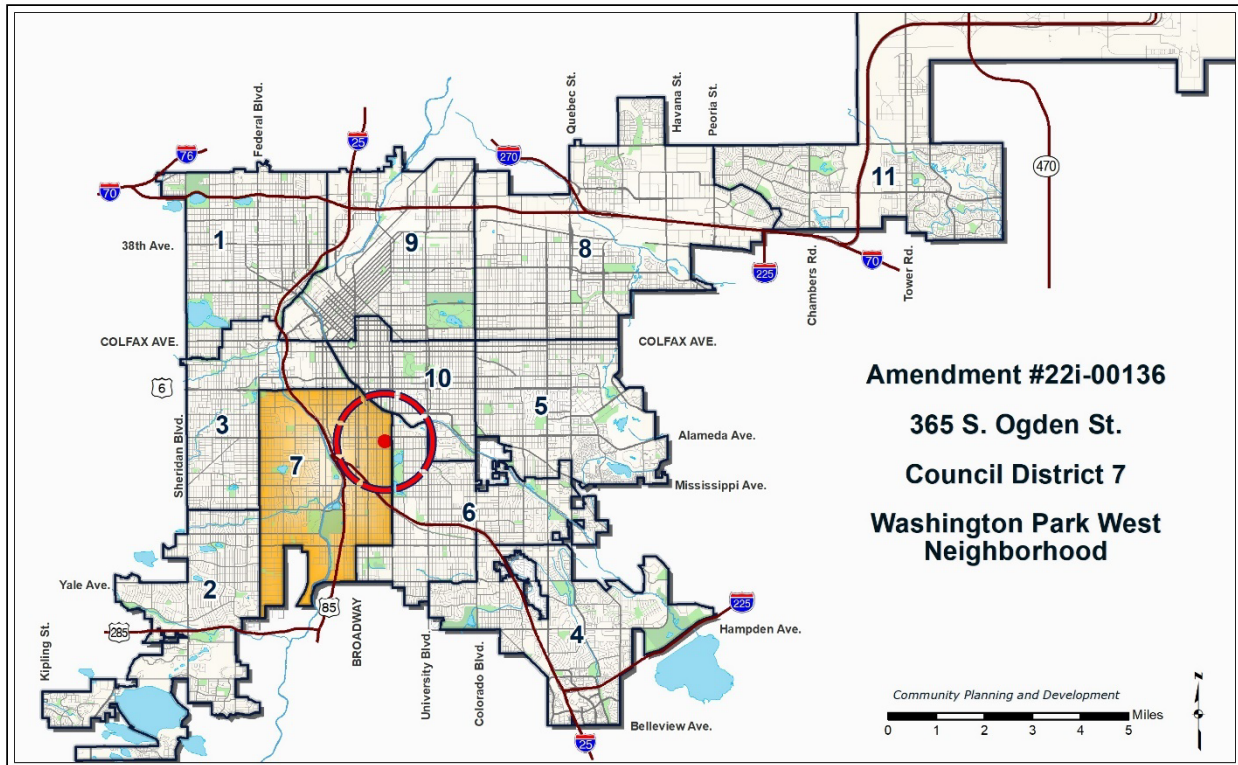 Federal Blvd.
Quebec St.
Havana St.
Peoria St.
76
25
270
70
470
11
1
9
8
38th Ave.
225
70
Chambers Rd.
Tower Rd.
COLFAX AVE.
COLFAX AVE.
6
10
5
3
Sheridan Blvd.
7
Alameda Ave.
Mississippi Ave.
6
Amendment #22i-00136
365 S. Ogden St.
Council District 7
Washington Park West
Neighborhood
Yale Ave.
2
85
285
BROADWAY
University Blvd.
Colorado Blvd.
4
225
Hampden Ave.
Kipling St.
Belleview Ave.
25
Community Planning and Development
Miles
0 1 2 3 4 5
N